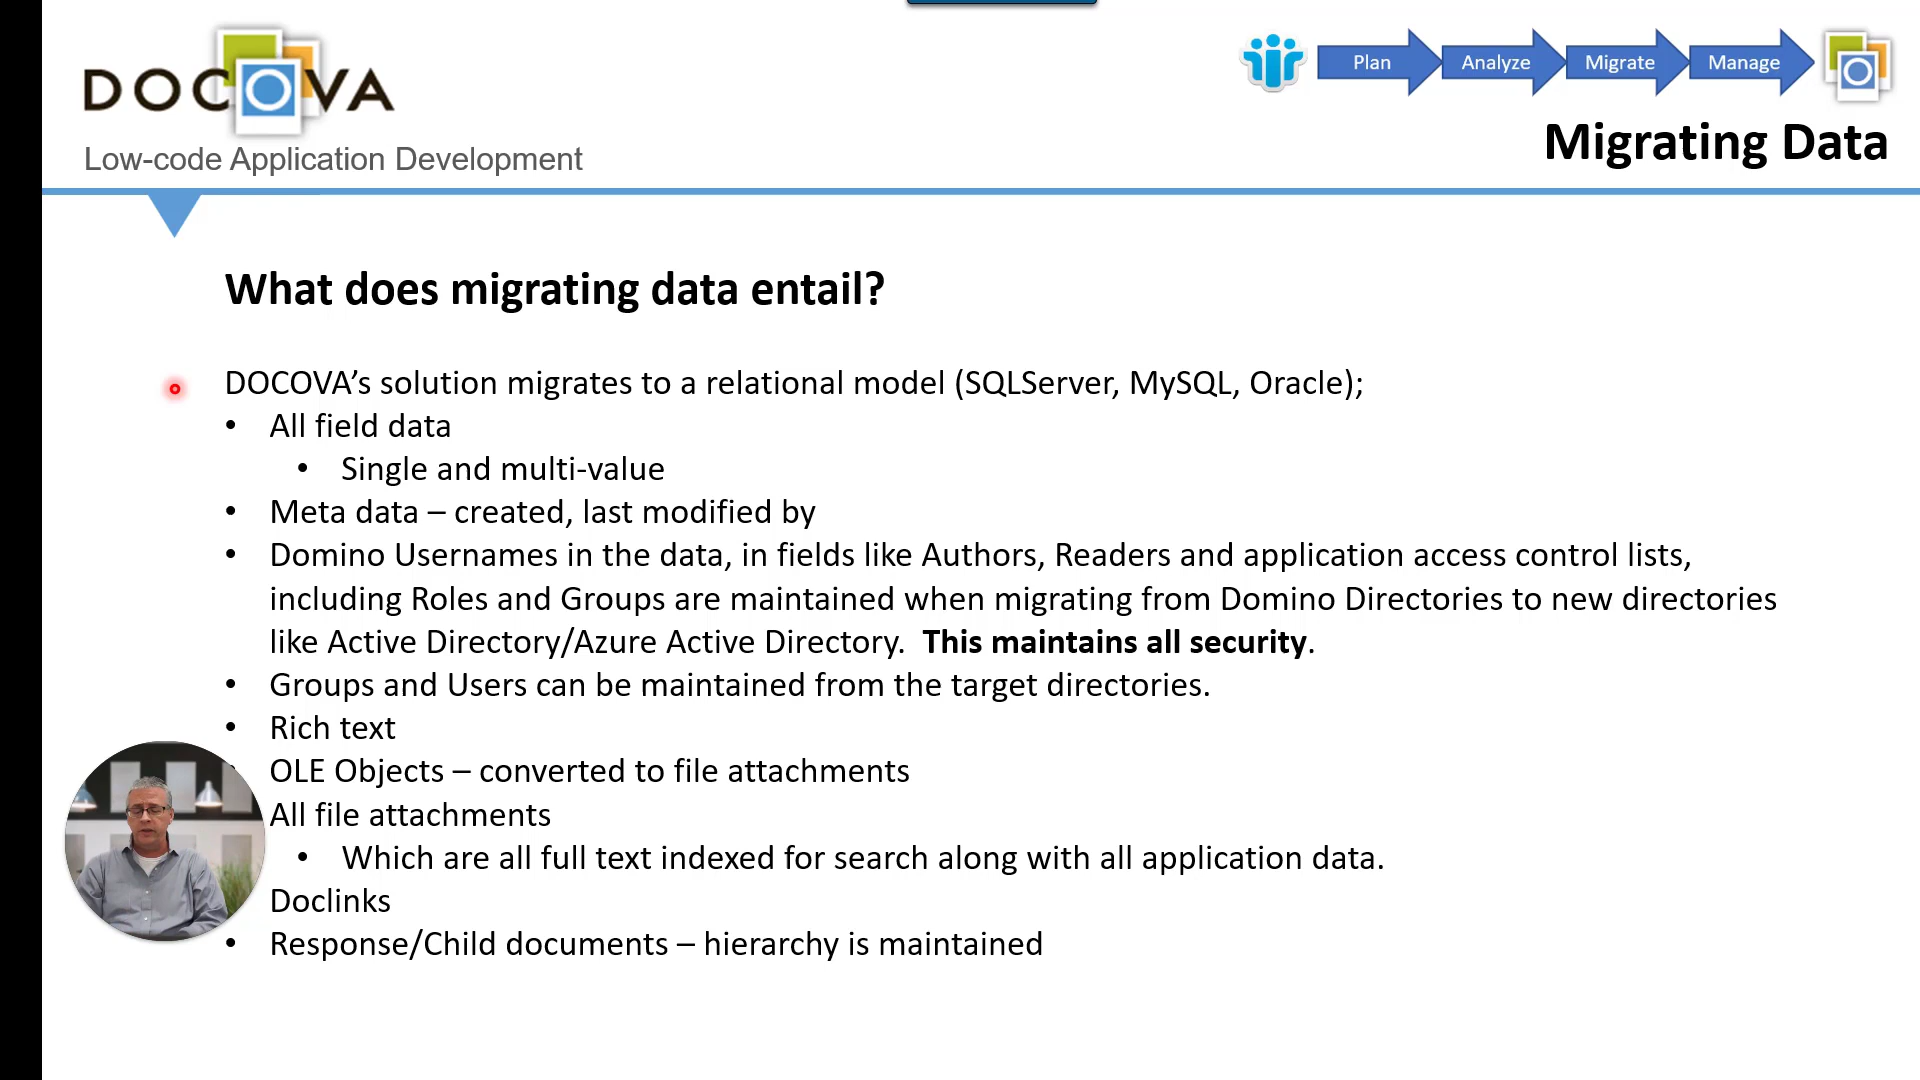 DOCOVA
Low-code Application Development
Plan
Analyze
Migrate
Manage
Migrating Data
What does migrating data entail?
DOCOVA’s solution migrates to a relational model (SQLServer, MySQL, Oracle);
• All field data
• Single and multi-value
• Meta data – created, last modified by
• Domino Usernames in the data, in fields like Authors, Readers and application access control lists,
including Roles and Groups are maintained when migrating from Domino Directories to new directories
like Active Directory/Azure Active Directory. This maintains all security.
• Groups and Users can be maintained from the target directories.
• Rich text
OLE Objects – converted to file attachments
All file attachments
• Which are all full text indexed for search along with all application data.
Doclinks
• Response/Child documents – hierarchy is maintained